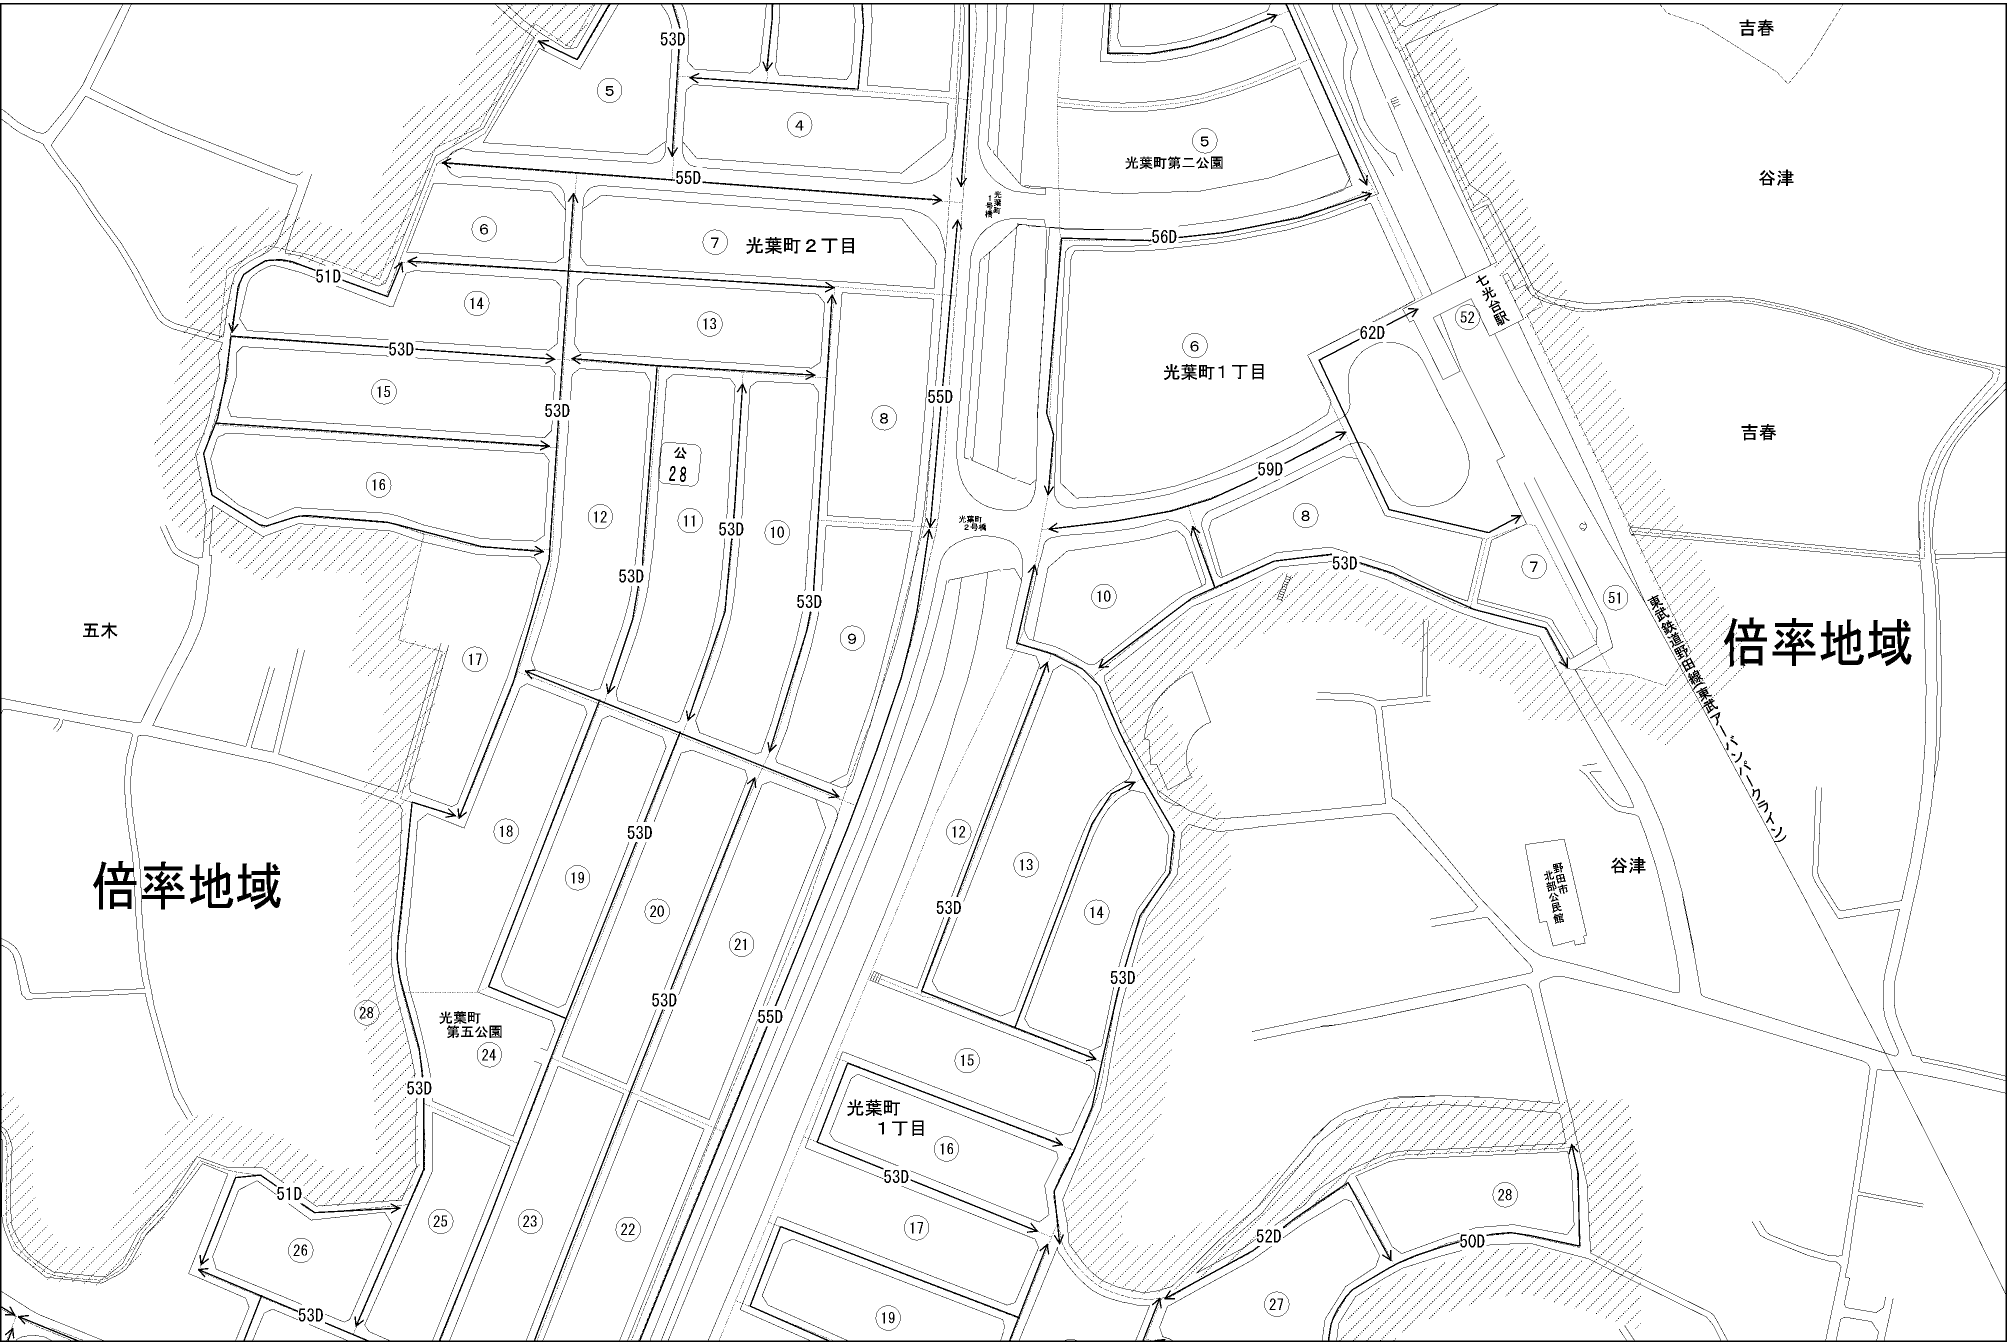 吉春
53D
⑤
④
⑤
光葉町第二公園
谷津
55D
光葉町
1号橋
⑥
⑦
光葉町2丁目
56D
51D
⑭
⑬
七光台駅
52
62D
53D
⑥
光葉町1丁目
⑮
53D
55D
⑧
吉春
公
28
59D
⑯
⑫
⑪
53D
⑩
光葉町
2号橋
⑧
53D
⑦
53D
53D
⑩
51
五木
⑰
⑨
東武鉄道野田線(東武アーバンパークライン)
倍率地域
⑱
53D
⑫
⑬
谷津
野田市
北部公民館
倍率地域
⑲
⑳
53D
⑭
21
53D
53D
55D
28
光葉町
第五公園
24
⑮
53D
光葉町
1丁目
⑯
53D
51D
28
25
23
22
⑰
52D
50D
26
53D
⑲
27